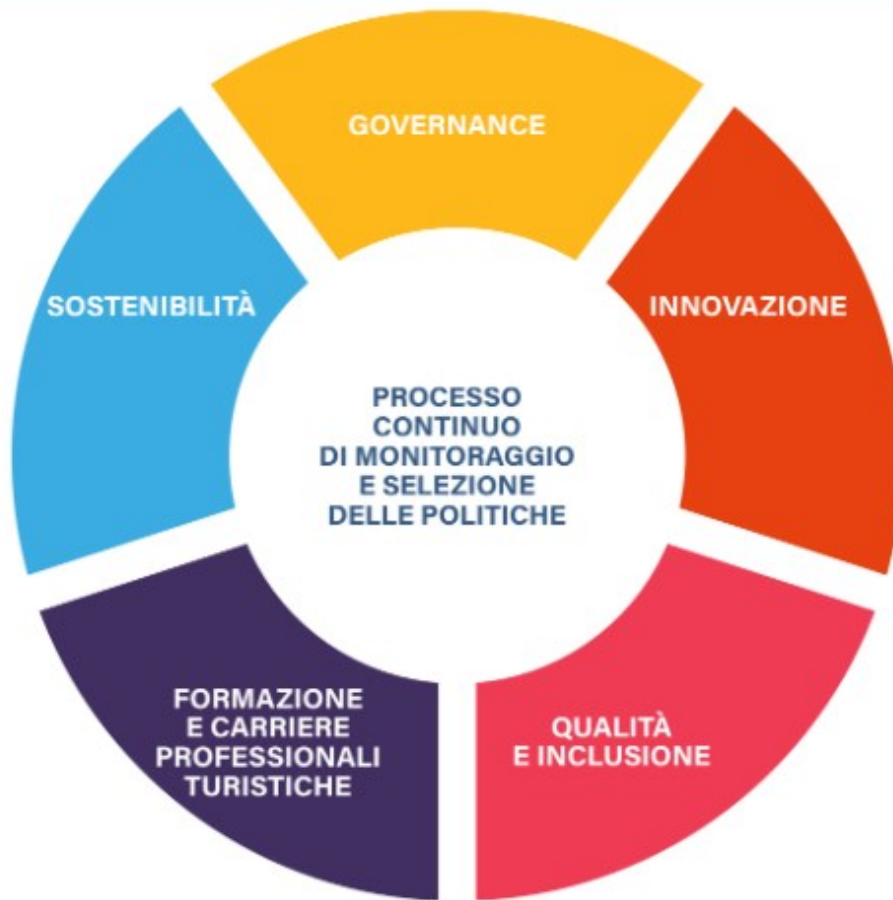 GOVERNANCE
SOSTENIBILITÀ
INNOVAZIONE
PROCESSO
CONTINUO
DI MONITORAGGIO
E SELEZIONE
DELLE POLITICHE
FORMAZIONE
E CARRIERE
PROFESSIONALI
TURISTICHE
QUALITÀ
E INCLUSIONE